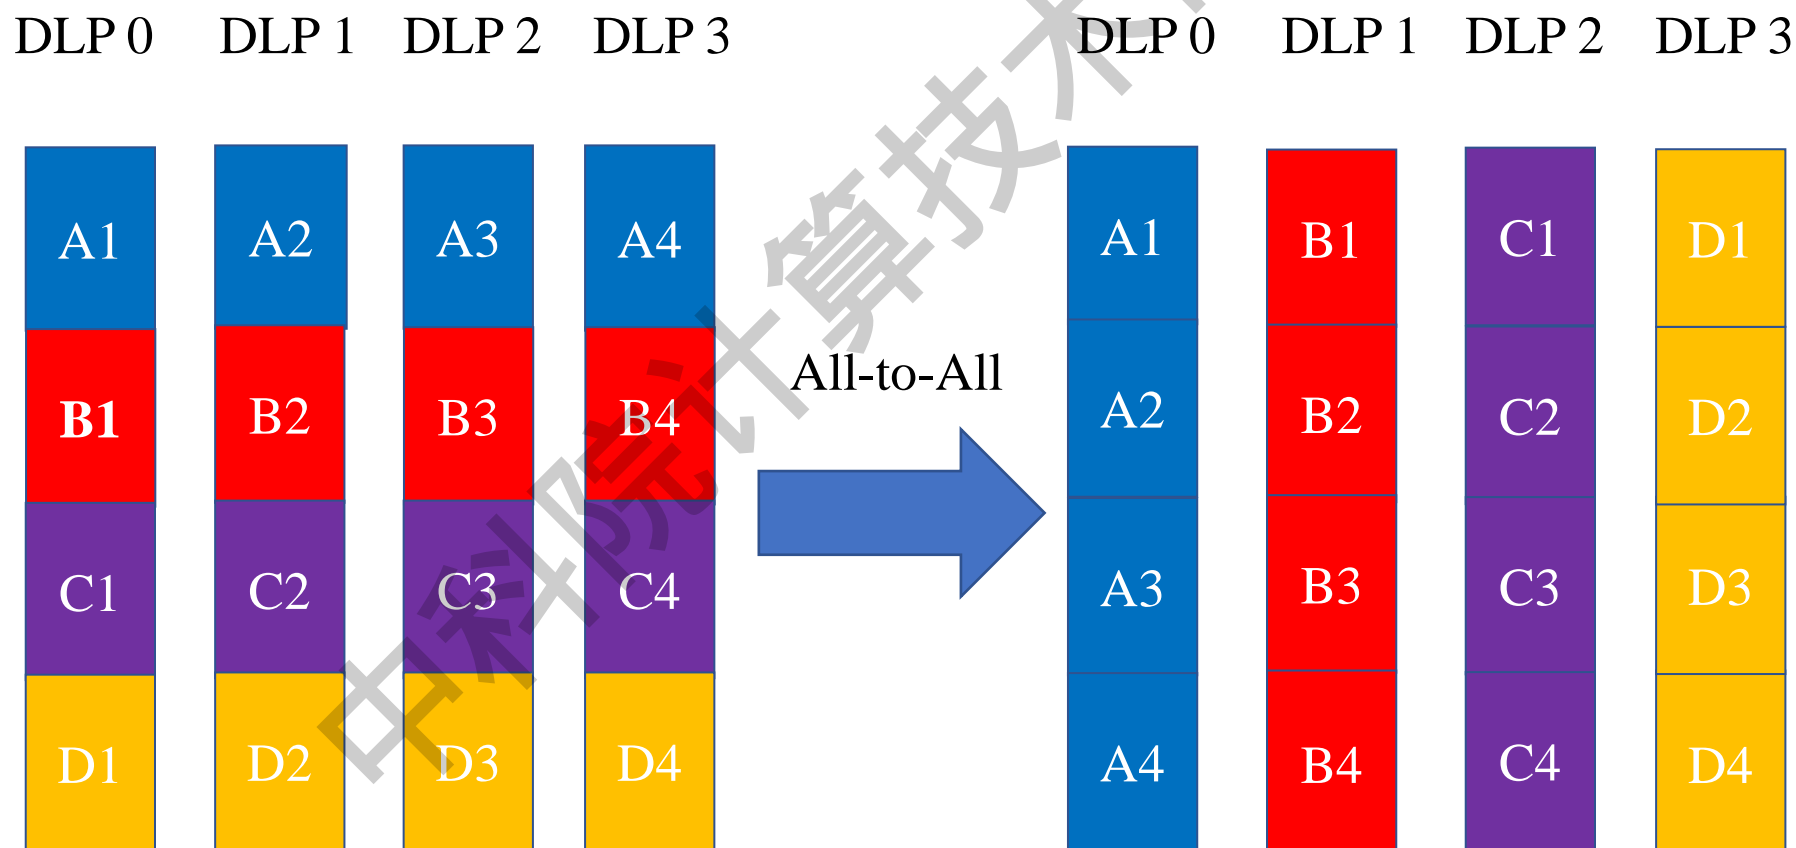 DLP 0 DLP 1 DLP 2 DLP 3 DLP 0 DLP 1 DLP 2 DLP 3
A1 A2 A3 A4 A1 B1 C1 D1
All-to-All
B1 B2 B3 B4 A2 B2 C2 D2
C1 C2 C3 C4 A3 B3 C3 D3
D1 D2 D3 D4 A4 B4 C4 D4
中科院计算技术